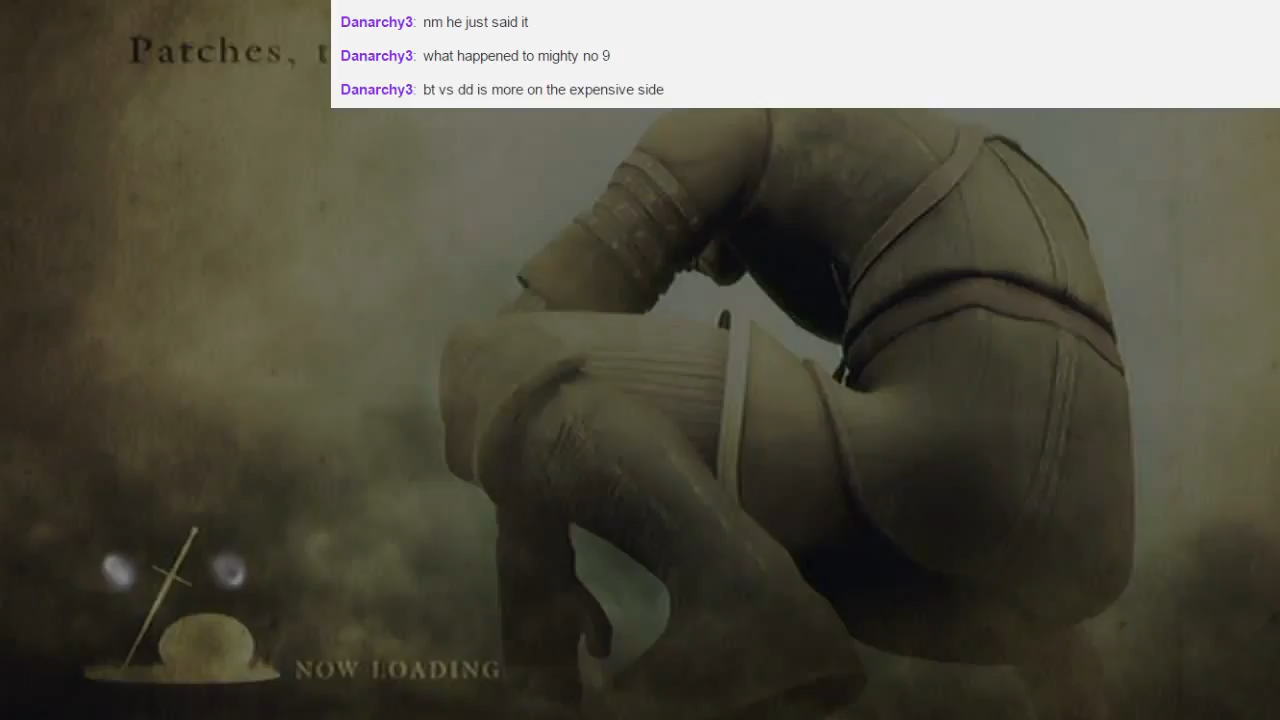 Danarchy3: nm he just said it
Patches,
Danarchy3: what happened to mighty no 9
Danarchy3: bt vs dd is more on the expensive side
NOW LOADING